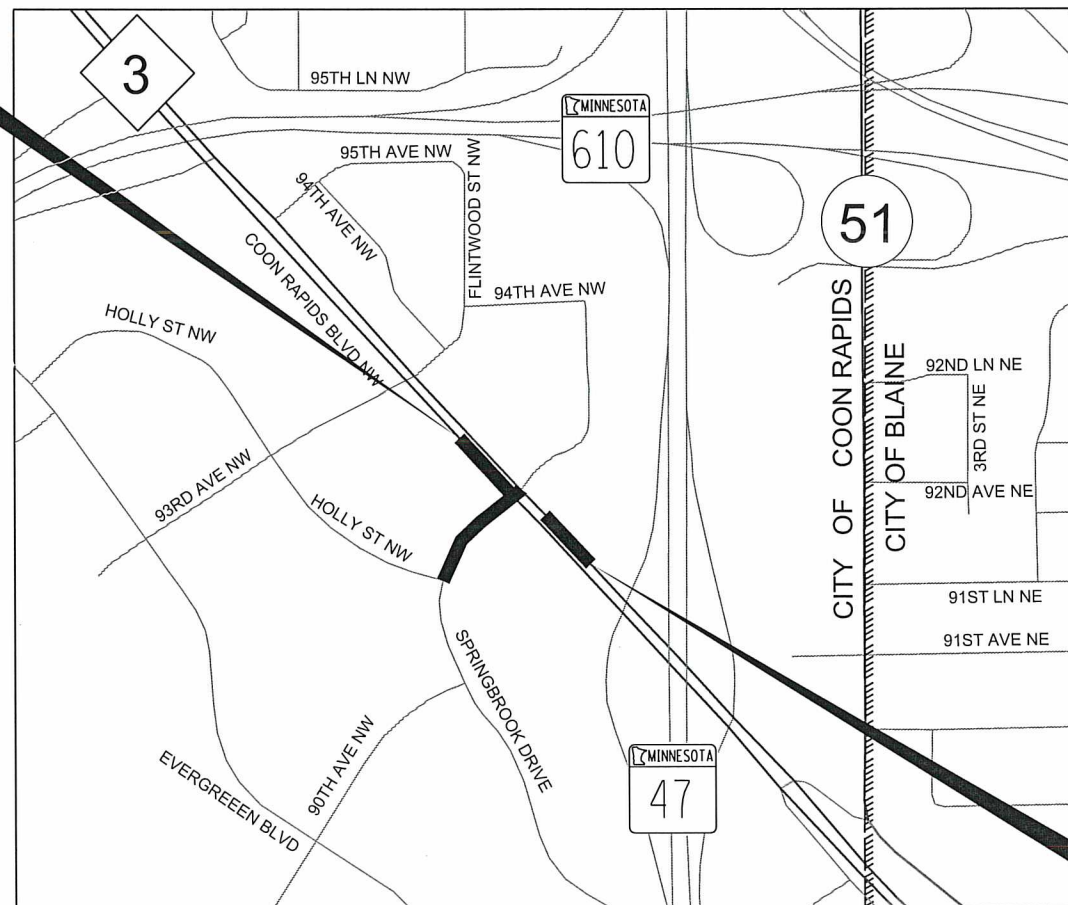 3
95TH LN NW
MINNESOTA
610
95TH AVE NW
94TH AVE NW
FLINTWOOD ST NW
51
COON RAPIDS BLVD NW
94TH AVE NW
HOLLY ST NW
CITY OF COON RAPIDS
CITY OF BLAINE
92ND LN NE
3RD ST NE
93RD AVE NW
92ND AVE NE
HOLLY ST NW
91ST LN NE
91ST AVE NE
SPRINGBROOK DRIVE
90TH AVE NW
EVERGREEEN BLVD
MINNESOTA
47